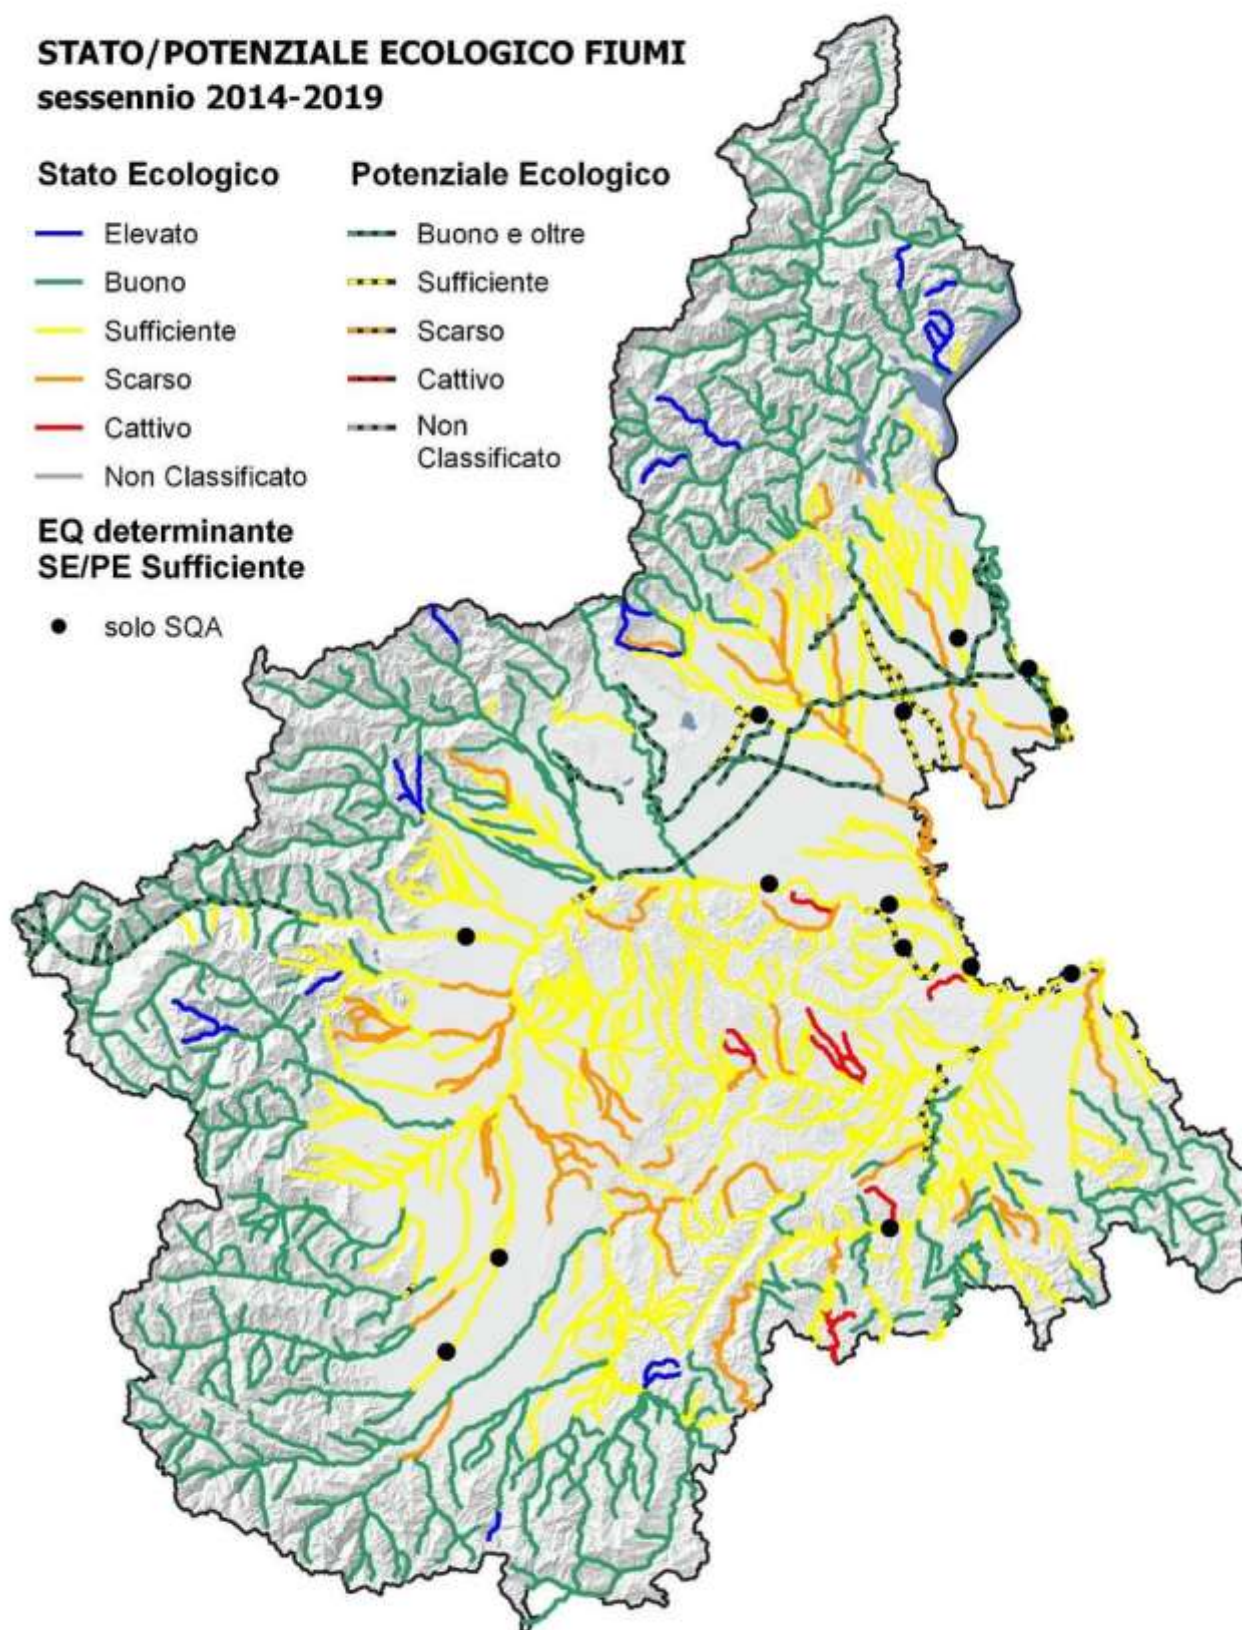 STATO/POTENZIALE ECOLOGICO FIUMI
sessennio 2014-2019
Stato Ecologico
Elevato
Buono
Sufficiente
Scarso
Cattivo
Non Classificato
Potenziale Ecologico
Buono e oltre
Sufficiente
Scarso
Cattivo
Non
Classificato
EQ determinante
SE/PE Sufficiente
solo SQA